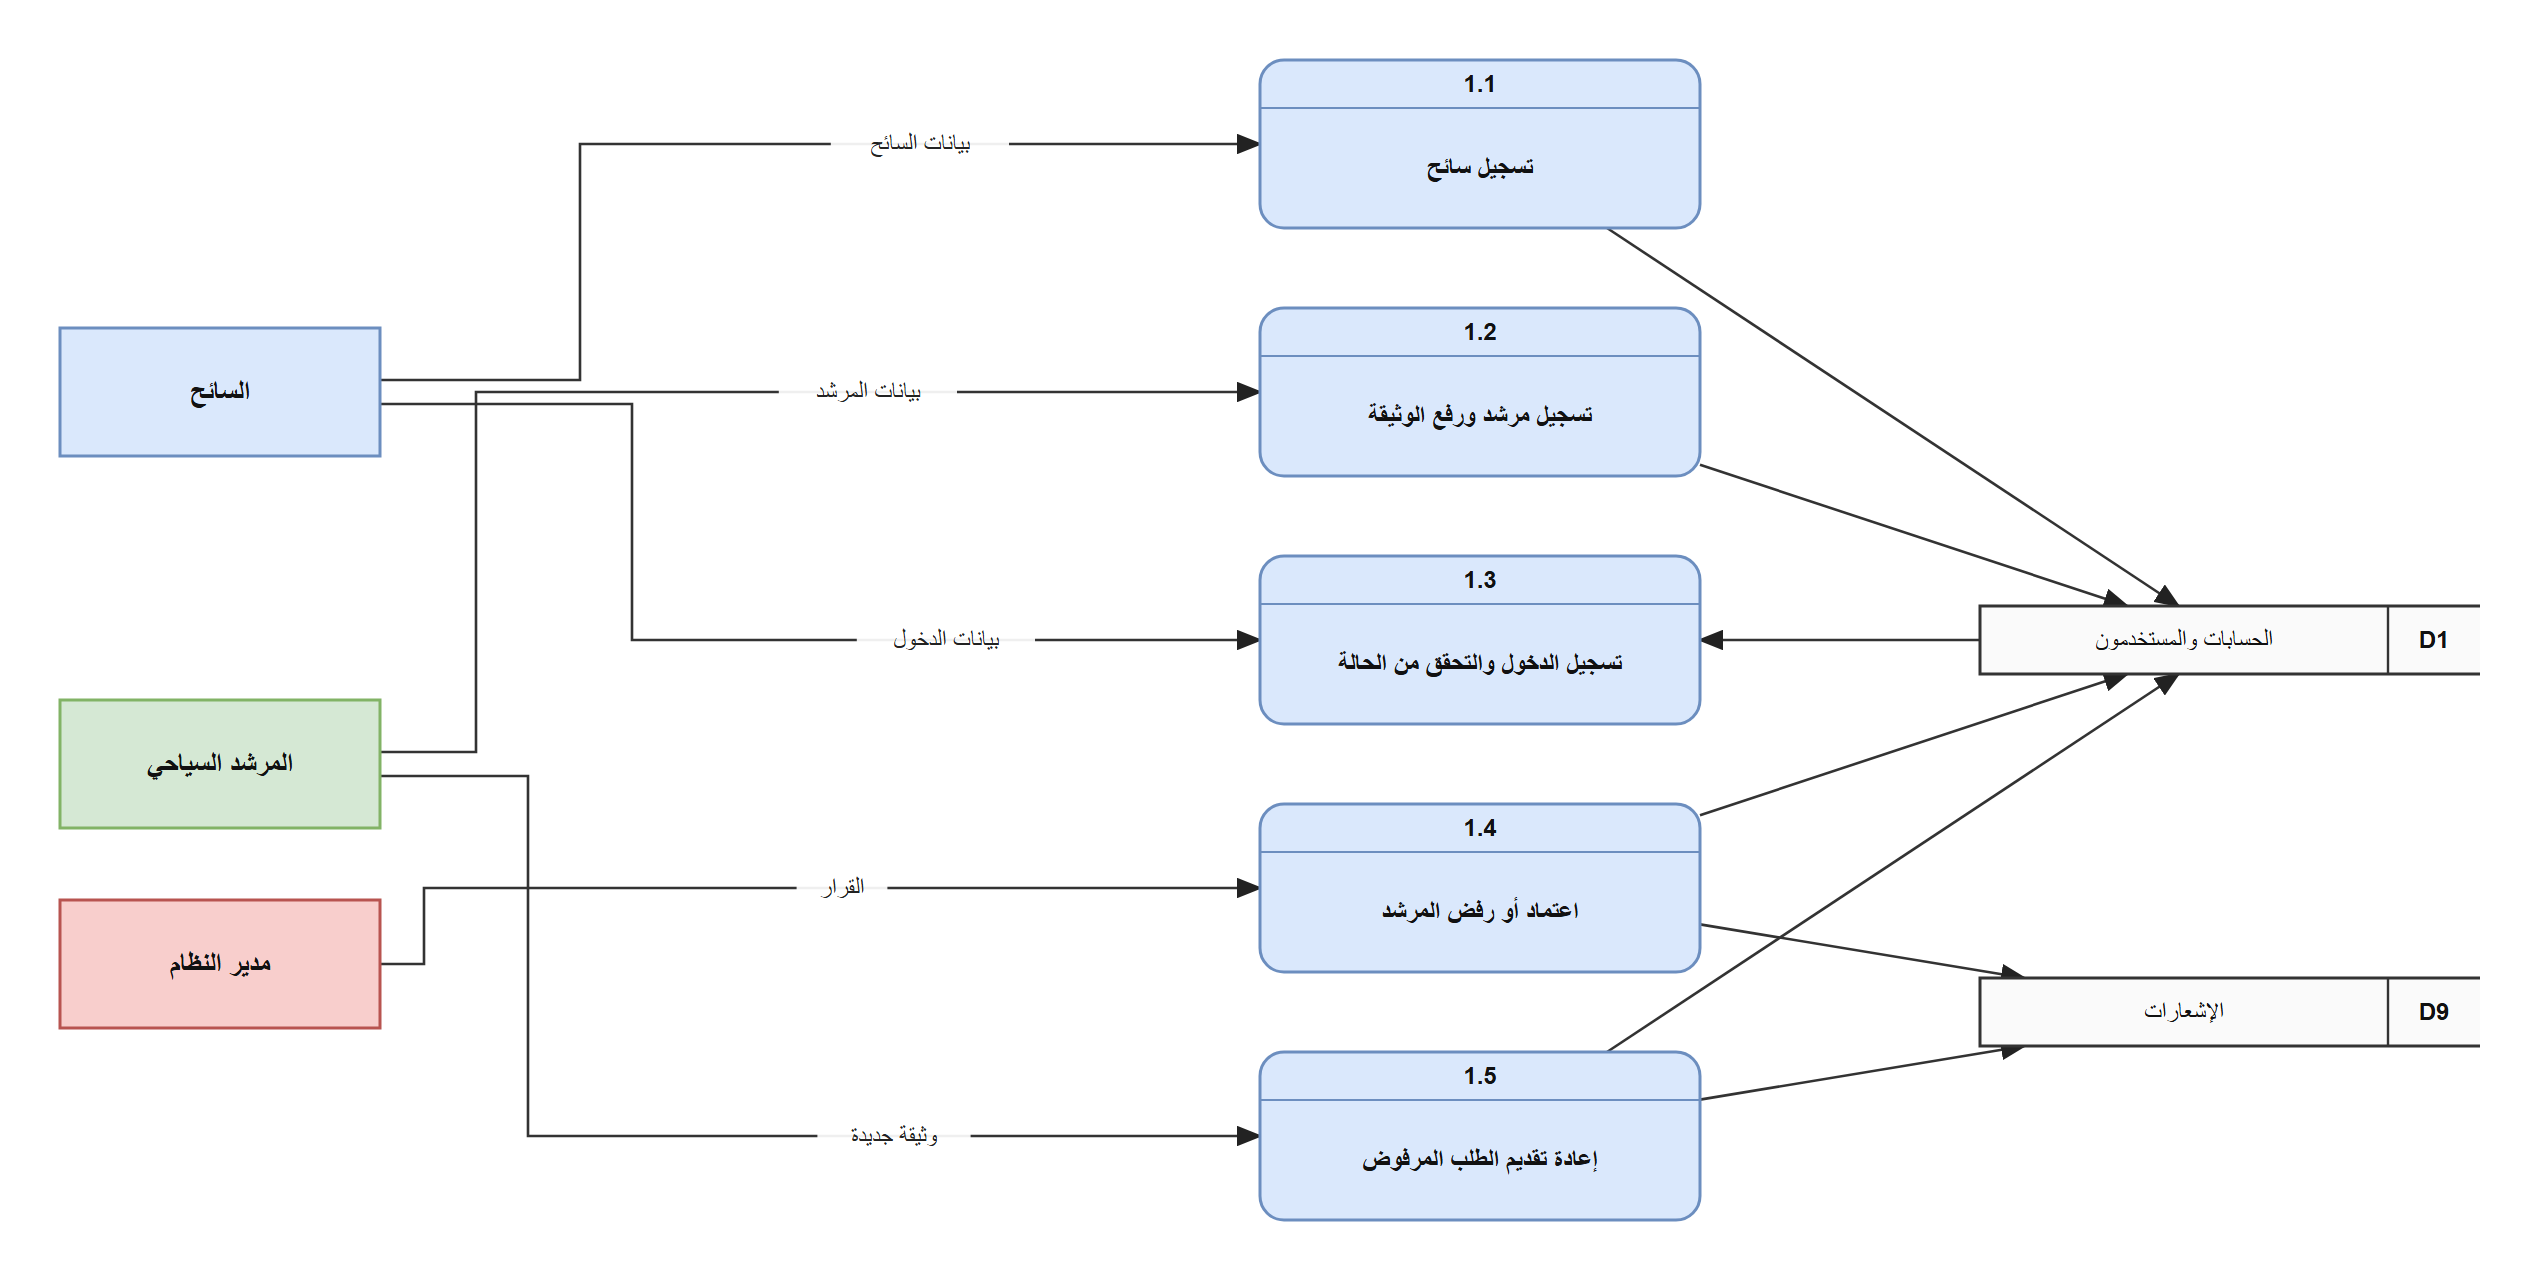 1.1
تسجيل سائح
بيانات السائح
1.2
تسجيل مرشد ورفع الوثيقة
بيانات المرشد
السائح
1.3
تسجيل الدخول والتحقق من الحالة
بيانات الدخول
الحسابات والمستخدمون
D1
المرشد السياحي
1.4
اعتماد أو رفض المرشد
القرار
مدير النظام
الإشعارات
D9
1.5
إعادة تقديم الطلب المرفوض
وثيقة جديدة